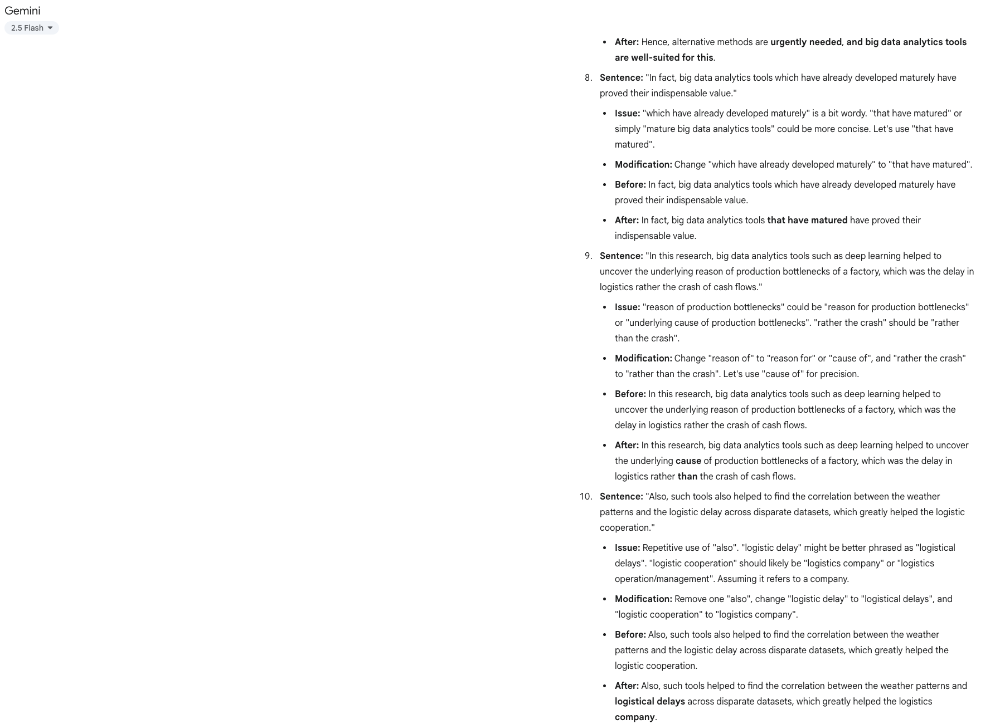 Gemini
2.5 Flash
• After: Hence, alternative methods are urgently needed, and big data analytics tools
are well-suited for this.
8. Sentence: "In fact, big data analytics tools which have already developed maturely have
proved their indispensable value."
• Issue: "which have already developed maturely" is a bit wordy. "that have matured" or
simply "mature big data analytics tools" could be more concise. Let's use "that have
matured".
• Modification: Change "which have already developed maturely" to "that have matured".
• Before: In fact, big data analytics tools which have already developed maturely have
proved their indispensable value.
• After: In fact, big data analytics tools that have matured have proved their
indispensable value.
9. Sentence: "In this research, big data analytics tools such as deep learning helped to
uncover the underlying reason of production bottlenecks of a factory, which was the delay in
logistics rather the crash of cash flows."
• Issue: "reason of production bottlenecks" could be "reason for production bottlenecks"
or "underlying cause of production bottlenecks". "rather the crash" should be "rather
than the crash".
• Modification: Change "reason of" to "reason for" or "cause of", and "rather the crash"
to "rather than the crash". Let's use "cause of" for precision.
• Before: In this research, big data analytics tools such as deep learning helped to
uncover the underlying reason of production bottlenecks of a factory, which was the
delay in logistics rather the crash of cash flows.
• After: In this research, big data analytics tools such as deep learning helped to uncover
the underlying cause of production bottlenecks of a factory, which was the delay in
logistics rather than the crash of cash flows.
10. Sentence: "Also, such tools also helped to find the correlation between the weather
patterns and the logistic delay across disparate datasets, which greatly helped the logistic
cooperation."
• Issue: Repetitive use of "also". "logistic delay" might be better phrased as "logistical
delays". "logistic cooperation" should likely be "logistics company" or "logistics
operation/management". Assuming it refers to a company.
• Modification: Remove one "also", change "logistic delay" to "logistical delays", and
"logistic cooperation" to "logistics company".
• Before: Also, such tools also helped to find the correlation between the weather
patterns and the logistic delay across disparate datasets, which greatly helped the
logistic cooperation.
• After: Also, such tools helped to find the correlation between the weather patterns and
logistical delays across disparate datasets, which greatly helped the logistics
company.